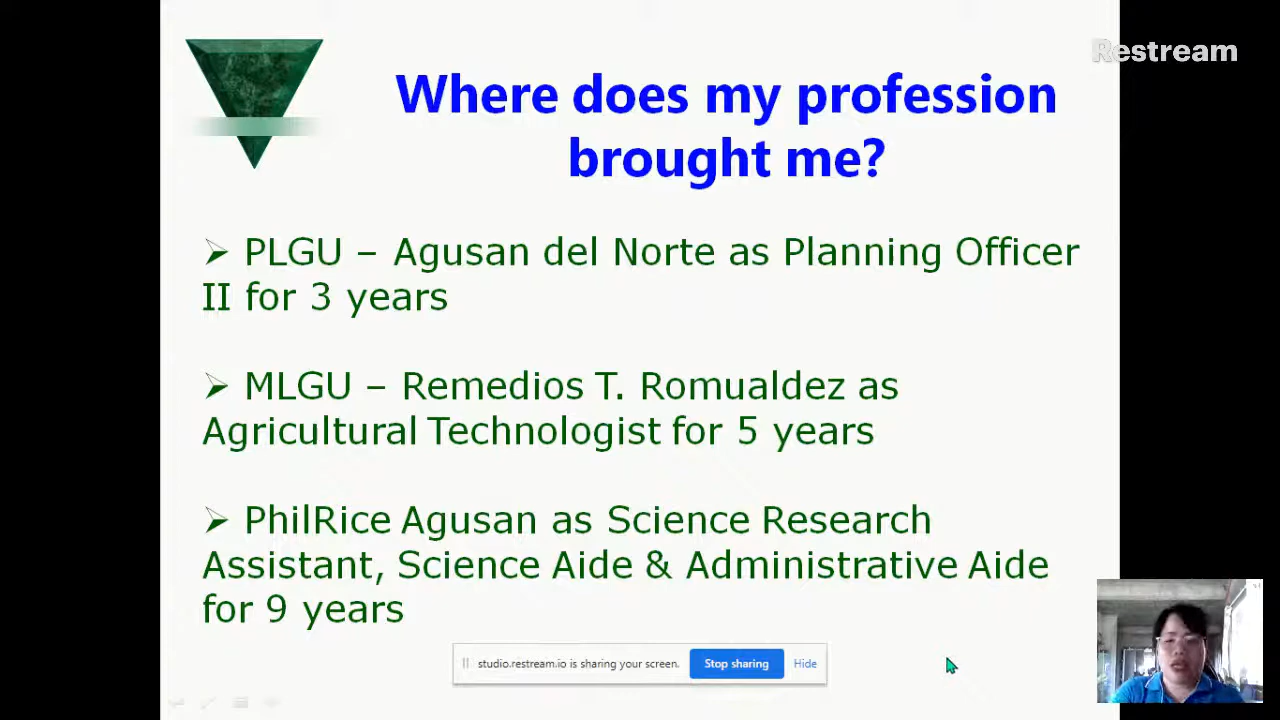 Restream
Where does my profession
brought me?
➢ PLGU – Agusan del Norte as Planning Officer
II for 3 years
➢ MLGU – Remedios T. Romualdez as
Agricultural Technologist for 5 years
➢ PhilRice Agusan as Science Research
Assistant, Science Aide & Administrative Aide
for 9 years
studio.restream.io is sharing your screen. Stop sharing Hide